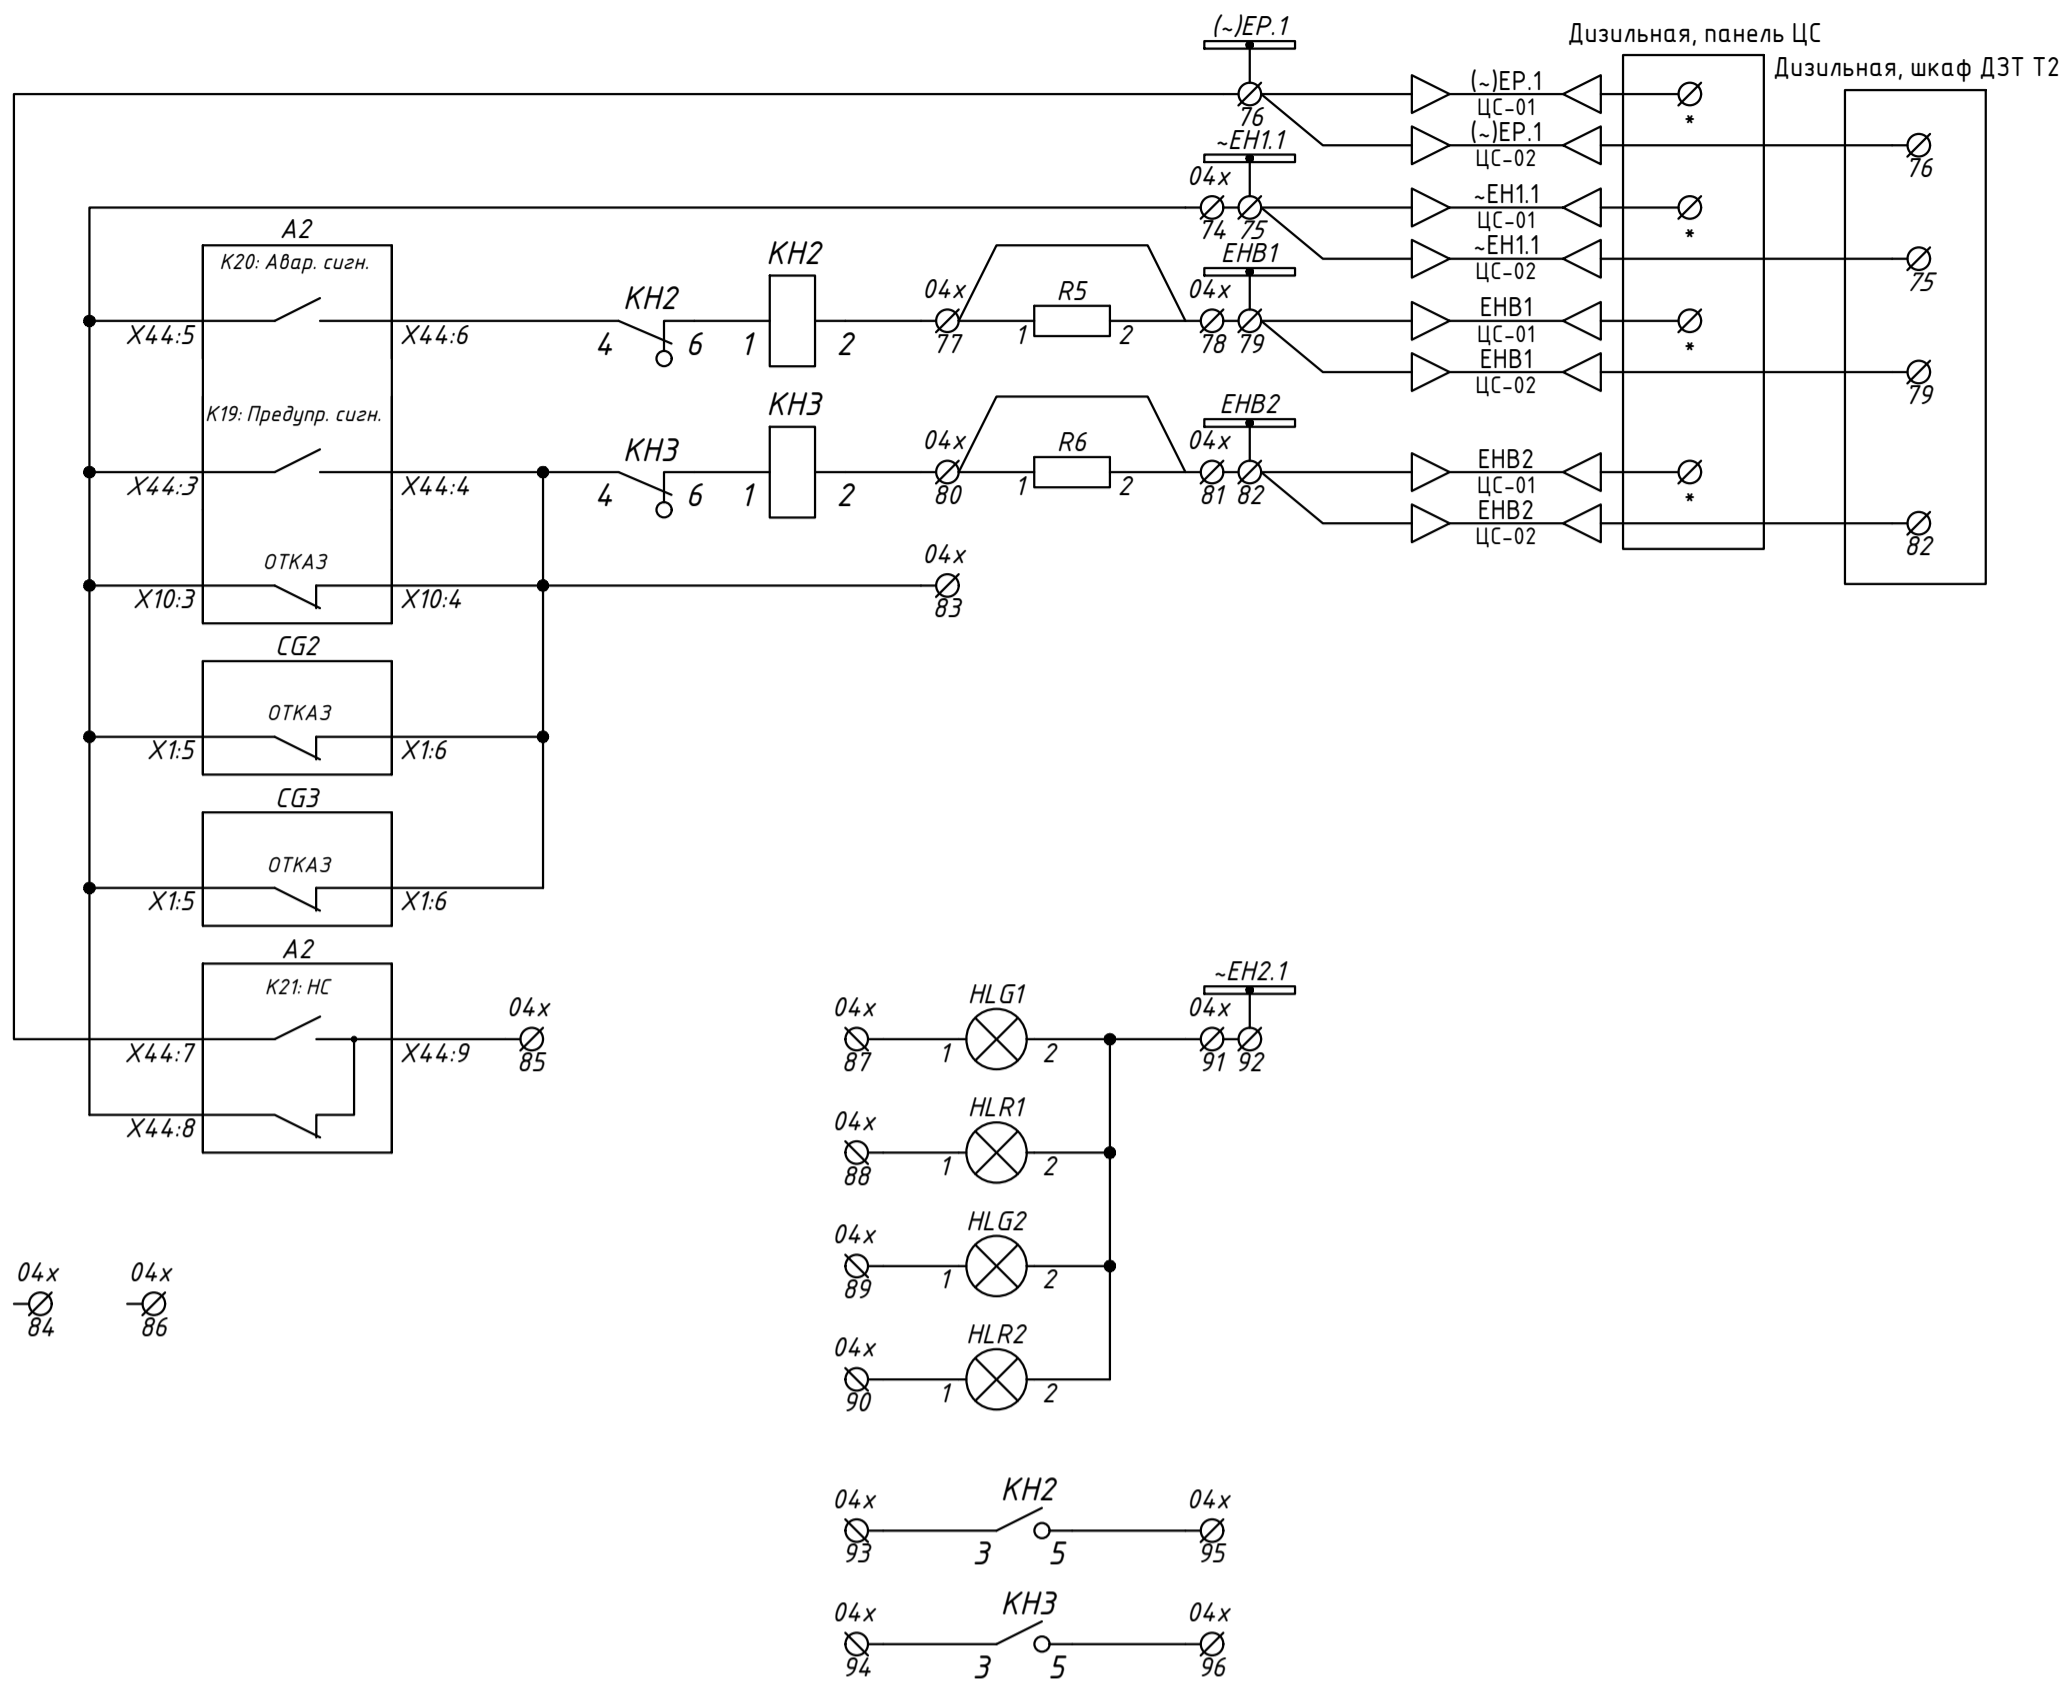 (~)EP.1
Дизильная, панель ЦС
Дизильная, шкаф ДЗТ Т2
76
(~)EP.1
ЦС-01
*
(~)EP.1
ЦС-02
76
~EH1.1
04x
74
75
~EH1.1
ЦС-01
*
~EH1.1
ЦС-02
75
A2
K20: Авар. сигн.
X44:5
X44:6
KH2
4
6
KH2
1
2
04x
77
R5
1
2
04x
78
EHB1
79
EHB1
ЦС-01
*
EHB1
ЦС-02
79
K19: Предупр. сигн.
X44:3
X44:4
KH3
4
6
KH3
1
2
04x
80
R6
1
2
04x
81
EHB2
82
EHB2
ЦС-01
*
EHB2
ЦС-02
82
ОТКАЗ
X10:3
X10:4
04x
83
CG2
ОТКАЗ
X1:5
X1:6
CG3
ОТКАЗ
X1:5
X1:6
A2
K21: НС
X44:7
X44:9
04x
85
X44:8
04x
87
HLG1
1
2
04x
91
~EH2.1
92
04x
88
HLR1
1
2
04x
89
HLG2
1
2
04x
84
04x
86
04x
90
HLR2
1
2
04x
93
KH2
3
5
04x
95
04x
94
KH3
3
5
04x
96